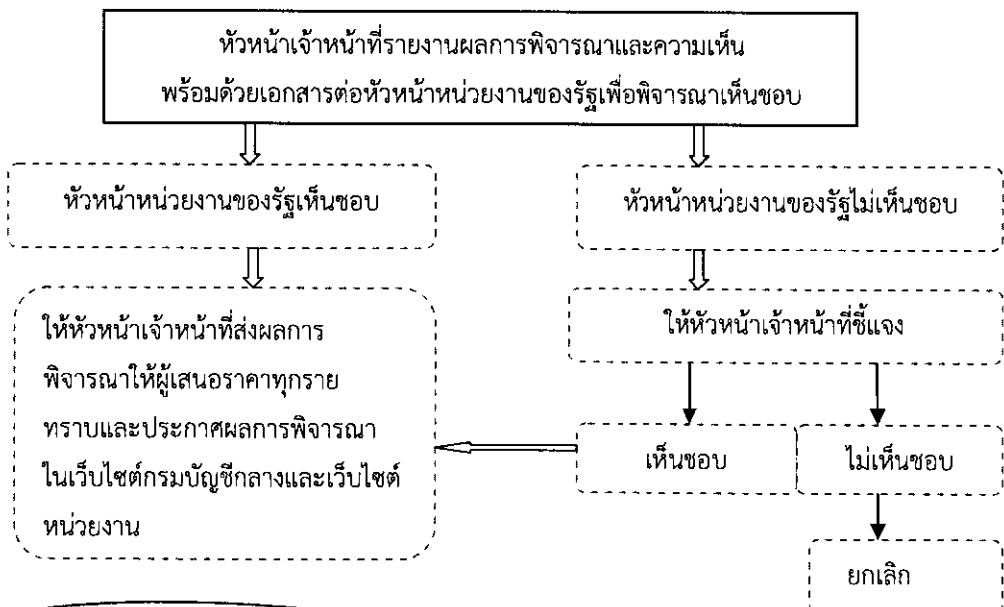 หัวหน้าเจ้าหน้าที่รายงานผลการพิจารณาและความเห็น
พร้อมด้วยเอกสารต่อหัวหน้าหน่วยงานของรัฐเพื่อพิจารณาเห็นชอบ
หัวหน้าหน่วยงานของรัฐเห็นชอบ
หัวหน้าหน่วยงานของรัฐไม่เห็นชอบ
ให้หัวหน้าเจ้าหน้าที่ส่งผลการ
พิจารณาให้ผู้เสนอราคาทุกราย
ทราบและประกาศผลการพิจารณา
ในเว็บไซต์กรมบัญชีกลางและเว็บไซต์
หน่วยงาน
ให้หัวหน้าเจ้าหน้าที่ชี้แจง
เห็นชอบ
ไม่เห็นชอบ
ยกเลิก